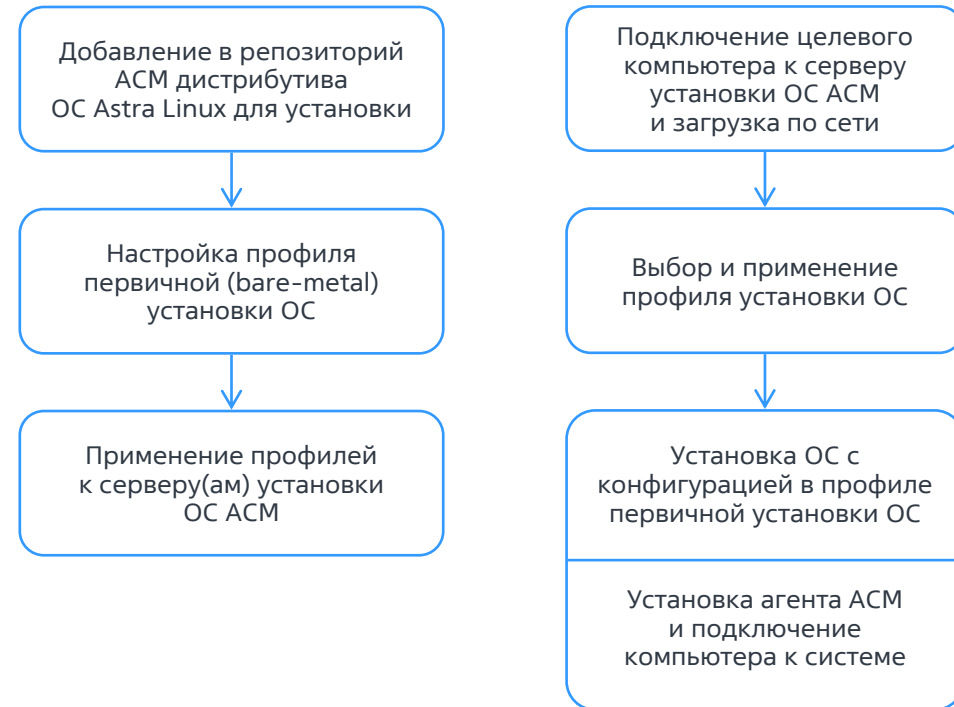 Добавление в репозиторий
АСМ дистрибутива
ОС Astra Linux для установки
Настройка профиля
первичной (bare-metal)
установки ОС
Применение профилей
к серверу(ам) установки
ОС АСМ
Подключение целевого
компьютера к серверу
установки ОС АСМ
и загрузка по сети
Выбор и применение
профиля установки ОС
Установка ОС с
конфигурацией в профиле
первичной установки ОС
Установка агента АСМ
и подключение
компьютера к системе